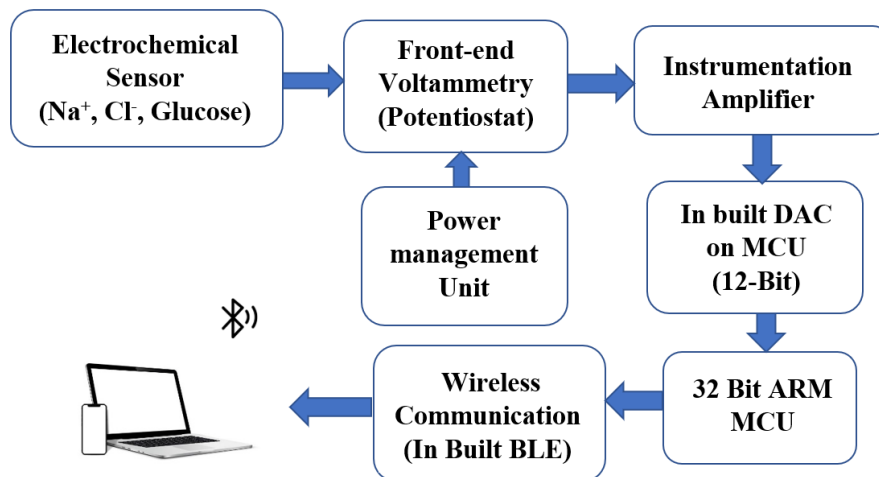 Electrochemical
Sensor
(Na⁺, Cl⁻, Glucose)
Front-end
Voltammetry
(Potentiostat)
Instrumentation
Amplifier
Power
management
Unit
In built DAC
on MCU
(12-Bit)
Wireless
Communication
(In Built BLE)
32 Bit ARM
MCU